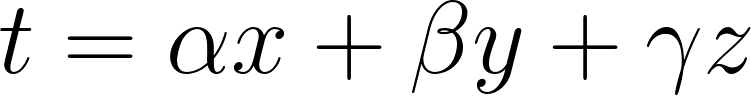 t = αx + βy + γz